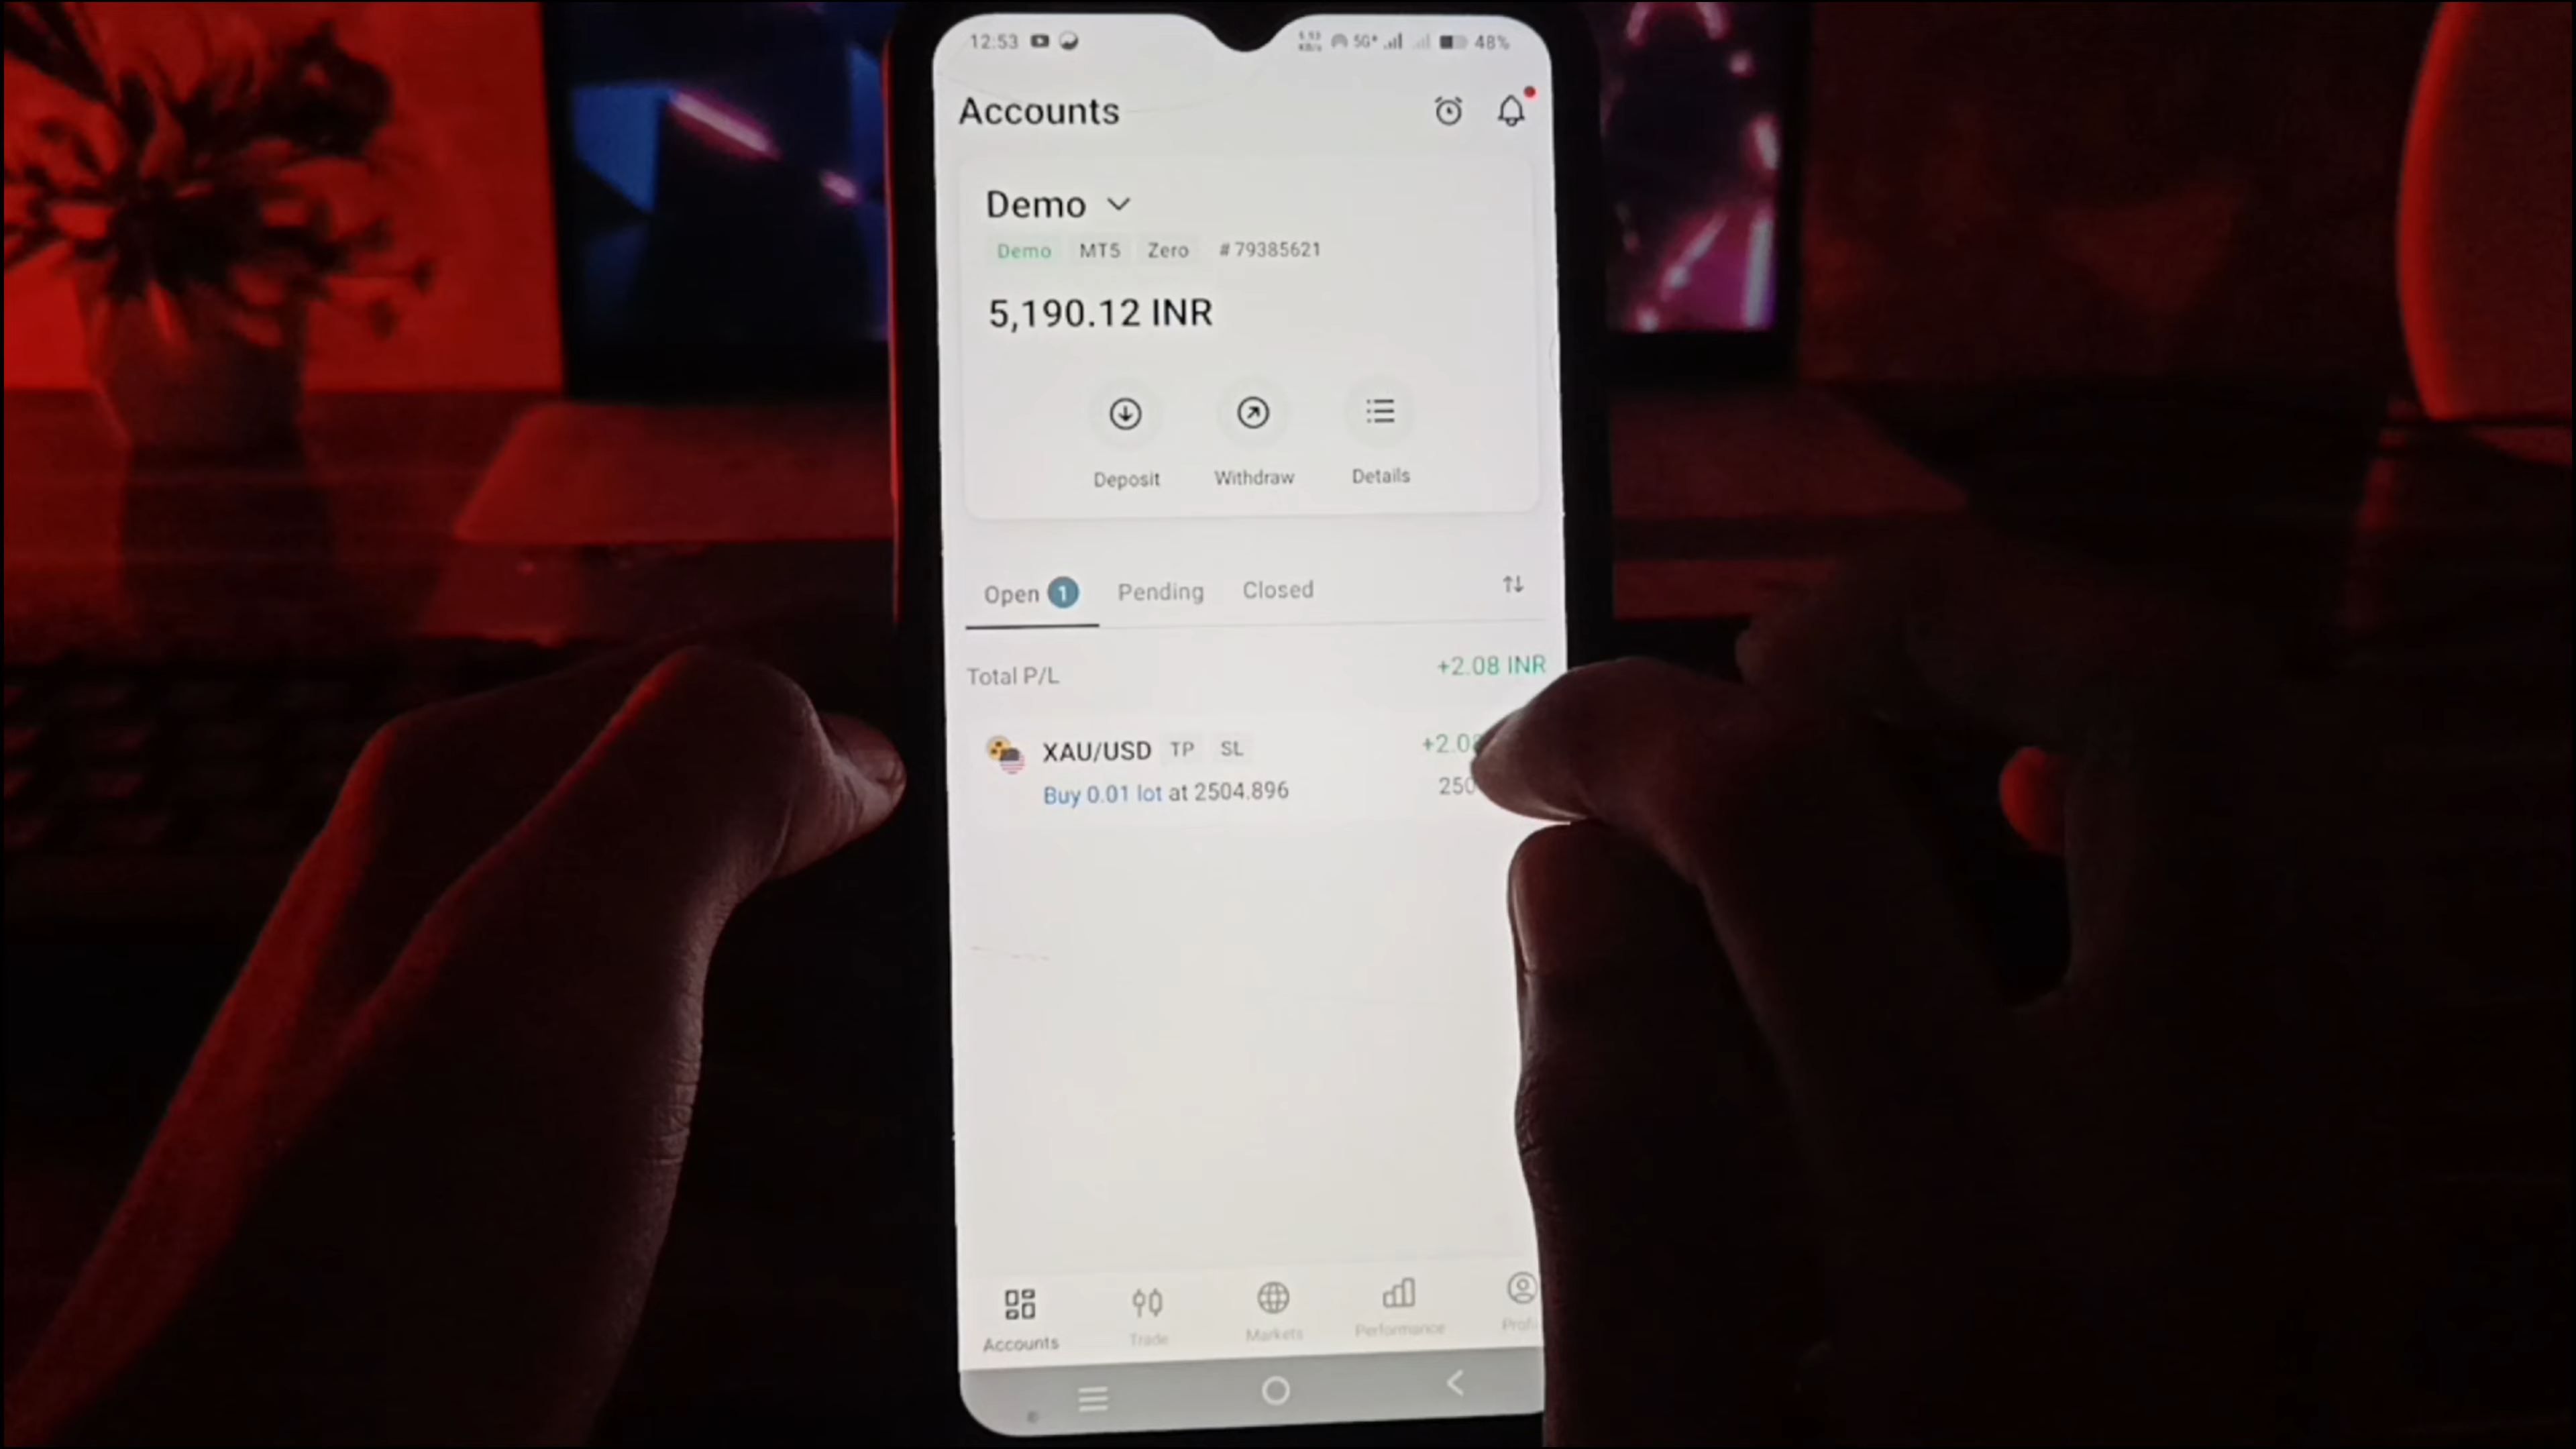 12:53 5G+ 48%
Accounts
Demo
Demo MT5 Zero #79385621
5,190.12 INR
Deposit Withdraw Details
Open 1 Pending Closed
Total P/L +2.08 INR
XAU/USD TP SL +2.08
Buy 0.01 lot at 2504.896 250
Accounts Trade Markets Performance Profi